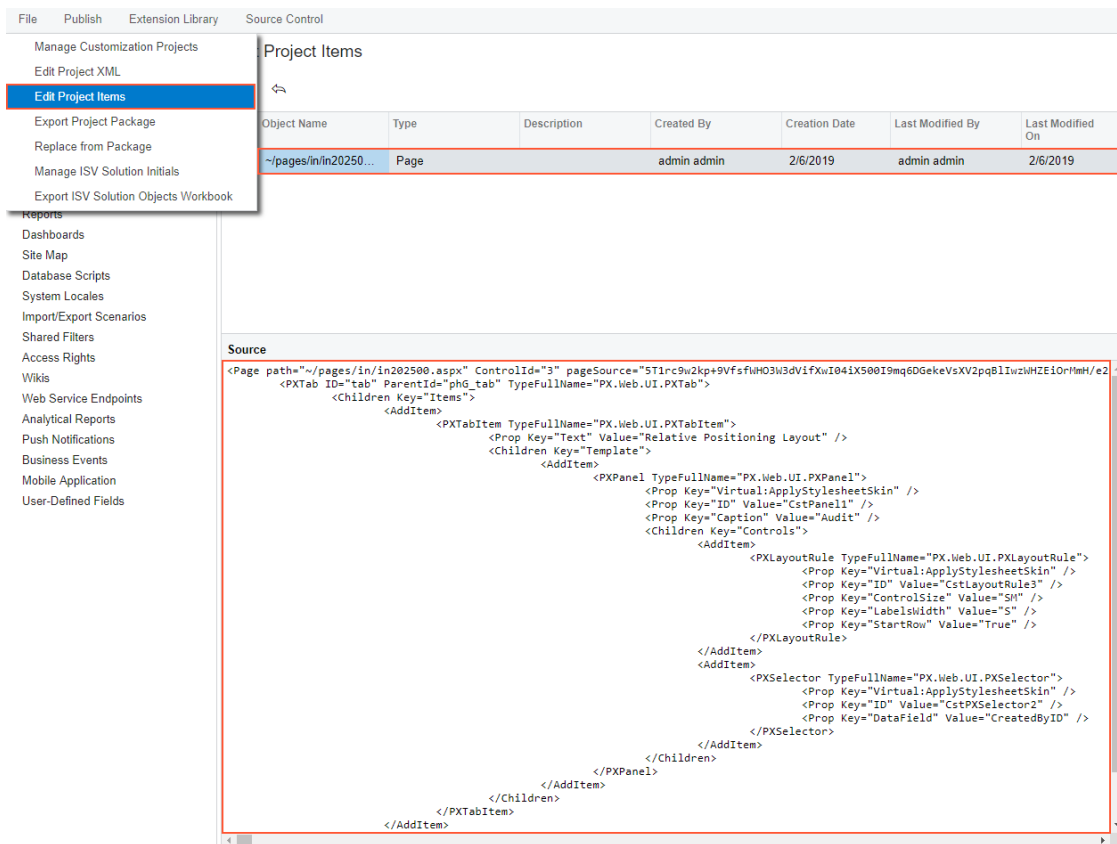 File Publish Extension Library Source Control
Manage Customization Projects
Edit Project XML
Edit Project Items
Export Project Package
Replace from Package
Manage ISV Solution Initials
Export ISV Solution Objects Workbook
Project Items
Object Name Type Description Created By Creation Date Last Modified By Last Modified
On
~/pages/in/in20250... Page admin admin 2/6/2019 admin admin 2/6/2019
Reports
Dashboards
Site Map
Database Scripts
System Locales
Import/Export Scenarios
Shared Filters
Access Rights
Wikis
Web Service Endpoints
Analytical Reports
Push Notifications
Business Events
Mobile Application
User-Defined Fields
Source
<Page path="~/pages/in/in202500.aspx" ControlId="3" pageSource="5T1rc9w2kp+9VfsfWHO3W3dVifXwI04iX500I9mq6DGekeVsXV2pqBlIwzWHZEiOrMmH/e2
<PXTab ID="tab" ParentId="phG_tab" TypeFullName="PX.Web.UI.PXTab">
<Children Key="Items">
<AddItem>
<PXTabItem TypeFullName="PX.Web.UI.PXTabItem">
<Prop Key="Text" Value="Relative Positioning Layout" />
<Children Key="Template">
<AddItem>
<PXPanel TypeFullName="PX.Web.UI.PXPanel">
<Prop Key="Virtual:ApplyStylesheetSkin" />
<Prop Key="ID" Value="CstPanel1" />
<Prop Key="Caption" Value="Audit" />
<Children Key="Controls">
<AddItem>
<PXLayoutRule TypeFullName="PX.Web.UI.PXLayoutRule">
<Prop Key="Virtual:ApplyStylesheetSkin" />
<Prop Key="ID" Value="CstLayoutRule3" />
<Prop Key="ControlSize" Value="SM" />
<Prop Key="LabelsWidth" Value="S" />
<Prop Key="StartRow" Value="True" />
</PXLayoutRule>
</AddItem>
<AddItem>
<PXSelector TypeFullName="PX.Web.UI.PXSelector">
<Prop Key="Virtual:ApplyStylesheetSkin" />
<Prop Key="ID" Value="CstPXSelector2" />
<Prop Key="DataField" Value="CreatedByID" />
</PXSelector>
</AddItem>
</Children>
</PXPanel>
</AddItem>
</Children>
</PXTabItem>
</AddItem>